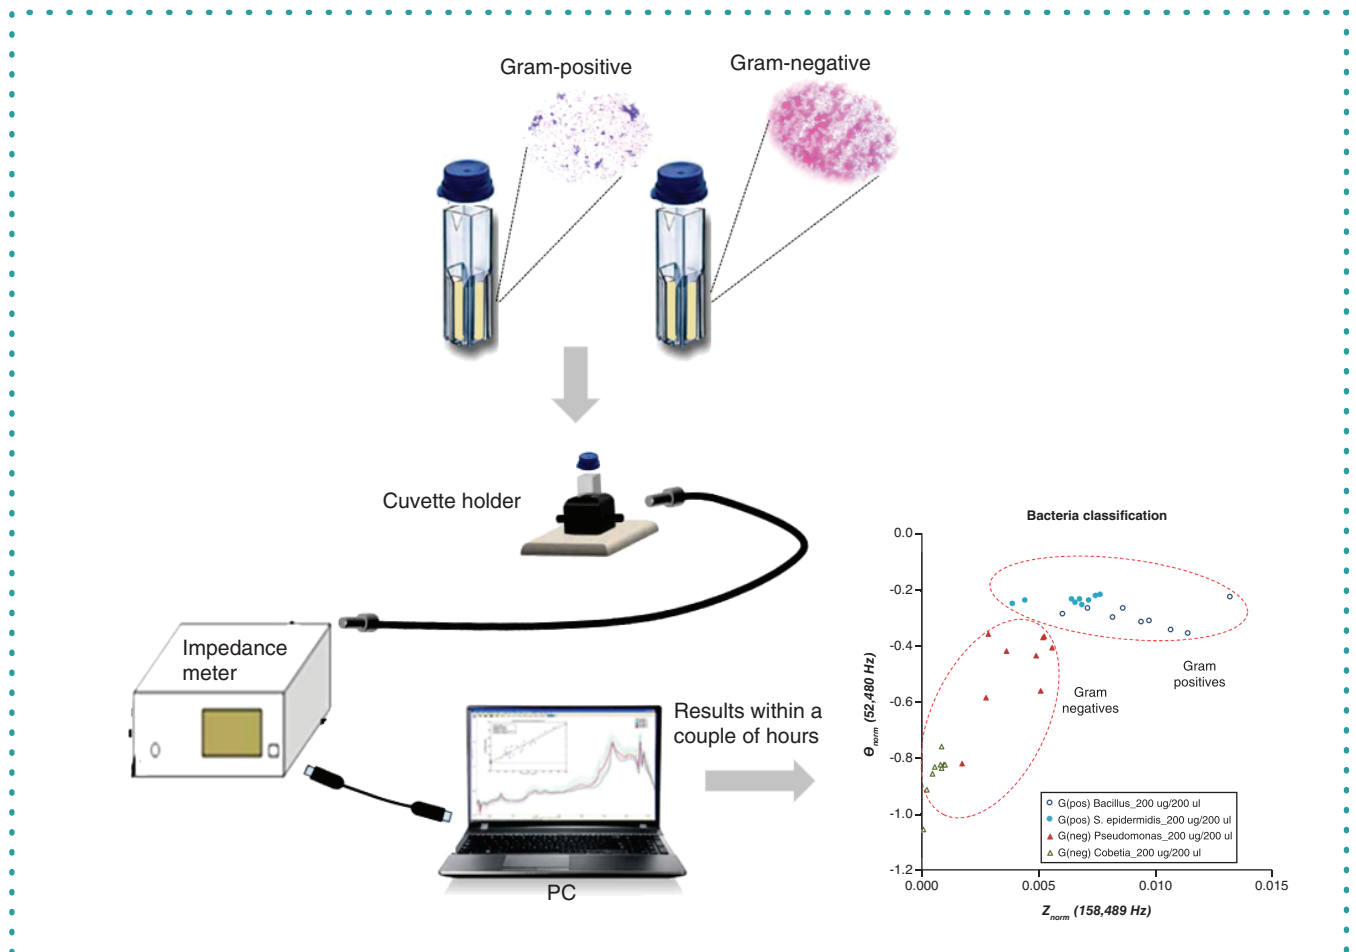 Gram-positive
Gram-negative
Cuvette holder
Impedance
meter
PC
Results within a
couple of hours
Bacteria classification
0.0
-0.2
-0.4
-0.6
-0.8
-1.0
-1.2
ɵnorm (52,480 Hz)
Gram
positives
Gram
negatives
G(pos) Bacillus_200 ug/200 ul
G(pos) S. epidermidis_200 ug/200 ul
G(neg) Pseudomonas_200 ug/200 ul
G(neg) Cobetia_200 ug/200 ul
0.000
0.005
0.010
0.015
Znorm (158,489 Hz)